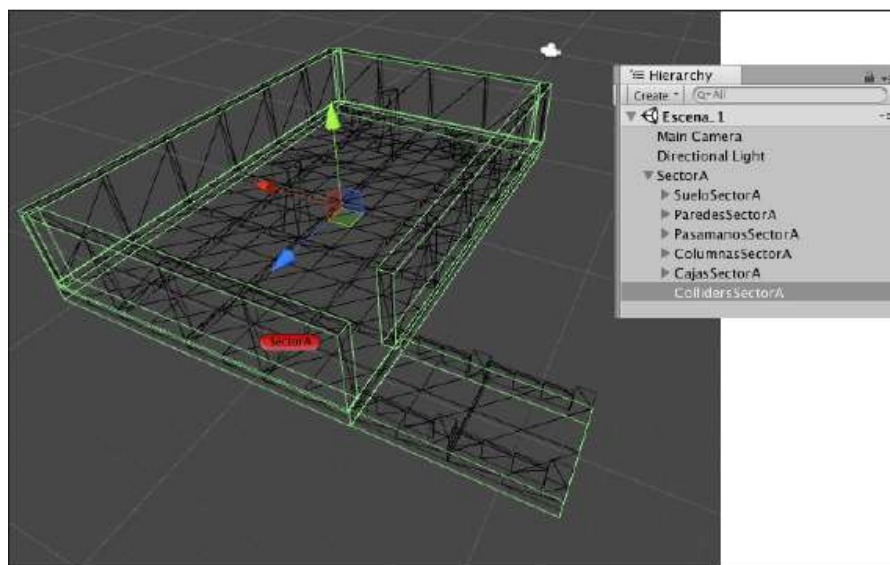 Hierarchy
Create
All
Escena_1
Main Camera
Directional Light
SectorA
SueloSectorA
ParedesSectorA
PasamanosSectorA
ColumnasSectorA
CajasSectorA
CollidersSectorA
SectorA